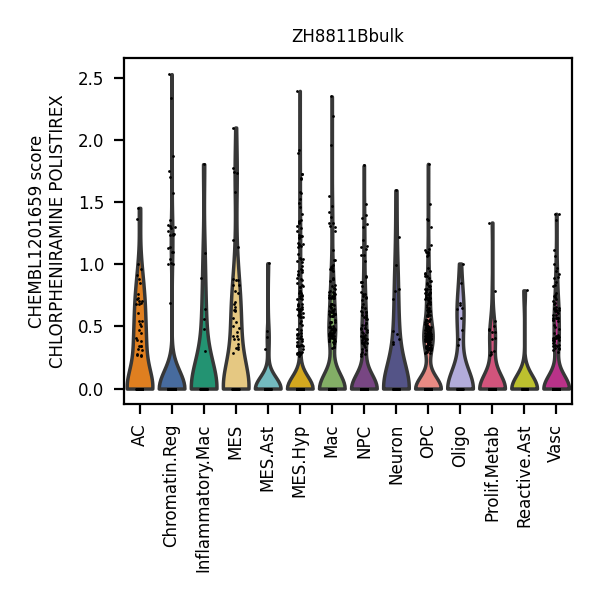 ZH8811Bbulk
CHEMBL1201659 score
CHLORPHENIRAMINE POLISTIREX
2.5
2.0
1.5
1.0
0.5
0.0
AC
Chromatin.Reg
Inflammatory.Mac
MES
MES.Ast
MES.Hyp
Mac
NPC
Neuron
OPC
Oligo
Prolif.Metab
Reactive.Ast
Vasc